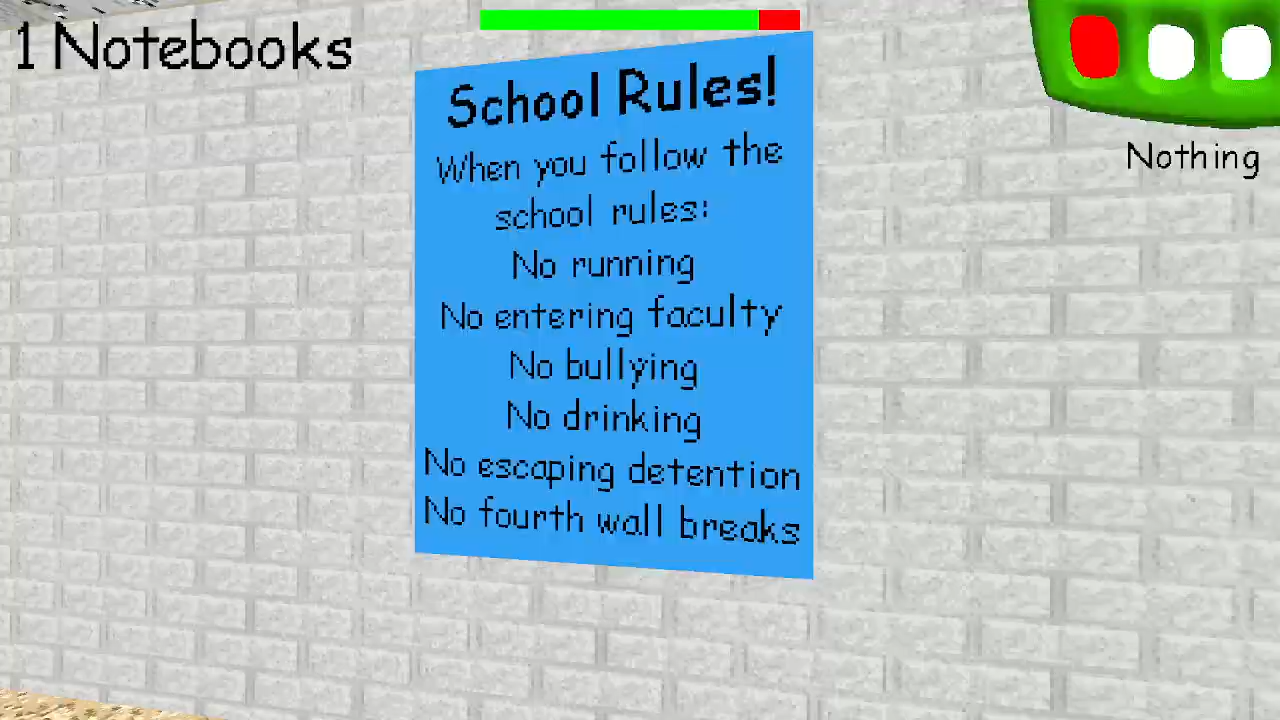 1 Notebooks
School Rules!
When you follow the
school rules:
No running
No entering faculty
No bullying
No drinking
No escaping detention
No fourth wall breaks
Nothing